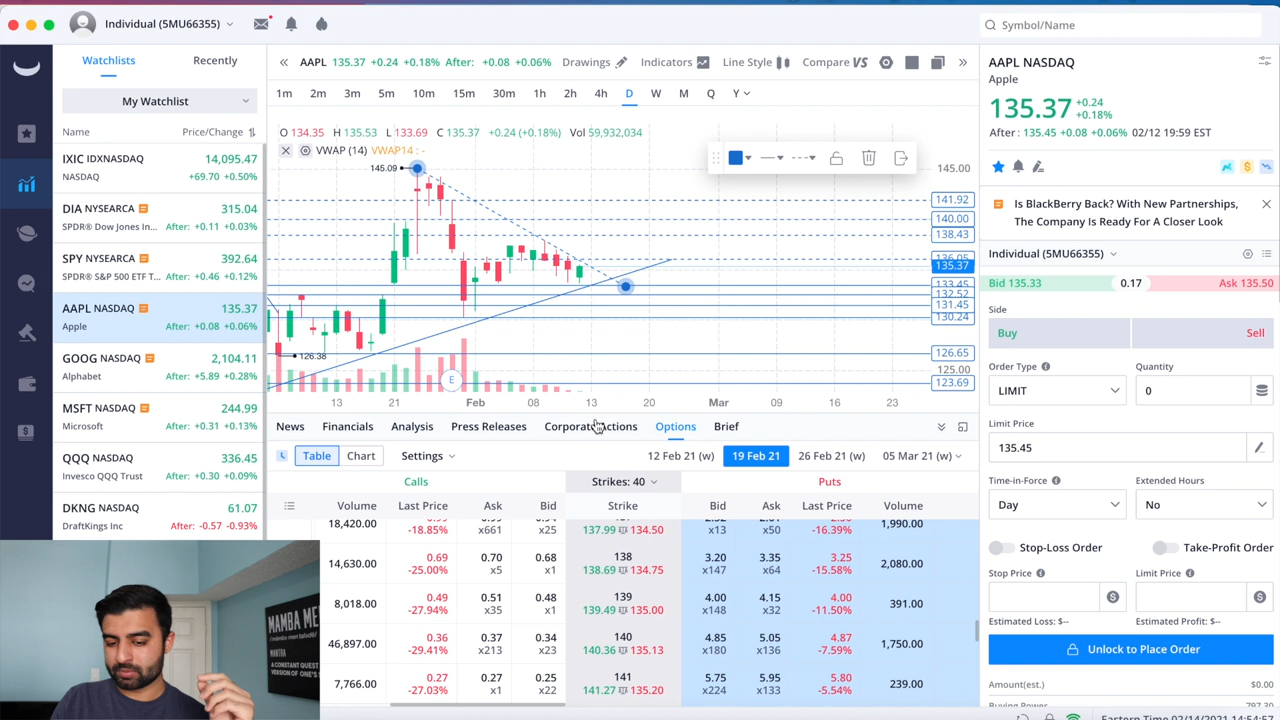 Individual (5MU66355)
Symbol/Name
Watchlists Recently
My Watchlist
Name Price/Change
IXIC IDXNASDAQ 14,095.47
NASDAQ +69.70 +0.50%
DIA NYSEARCA 315.04
SPDR® Dow Jones In... After: +0.11 +0.03%
SPY NYSEARCA 392.64
SPDR® S&P 500 ETF T... After: +0.46 +0.12%
AAPL NASDAQ 135.37
Apple After: +0.08 +0.06%
GOOG NASDAQ 2,104.11
Alphabet After: +5.89 +0.28%
MSFT NASDAQ 244.99
Microsoft After: +0.31 +0.13%
QQQ NASDAQ 336.45
Invesco QQQ Trust After: +0.30 +0.09%
DKNG NASDAQ 61.07
DraftKings Inc After: -0.57 -0.93%
AAPL 135.37 +0.24 +0.18% After: +0.08 +0.06% Drawings Indicators Line Style Compare VS
1m 2m 3m 5m 10m 15m 30m 1h 2h 4h D W M Q Y
O 134.35 H 135.53 L 133.69 C 135.37 +0.24 (+0.18%) Vol 59,932,034
VWAP (14) VWAP14 : -
145.09
145.00
141.92
140.00
138.43
136.05
135.37
133.45
132.52
131.45
130.24
126.65
126.38
125.00
123.69
E
13 21 Feb 08 13 20 Mar 09 16 23
News Financials Analysis Press Releases Corporate Actions Options Brief
L Table Chart Settings 12 Feb 21 (w) 19 Feb 21 26 Feb 21 (w) 05 Mar 21 (w)
Calls Strikes: 40 Puts
Volume Last Price Ask Bid Strike Bid Ask Last Price Volume
18,420.00 -18.85% x661 x25 137.99 134.50 x13 x50 -16.39% 1,990.00
14,630.00 0.69 0.70 0.68 138 3.20 3.35 3.25 2,080.00
-25.00% x5 x1 138.69 134.75 x147 x64 -15.58%
8,018.00 0.49 0.51 0.48 139 4.00 4.15 4.00 391.00
-27.94% x35 x1 139.49 135.00 x148 x32 -11.50%
46,897.00 0.36 0.37 0.34 140 4.85 5.05 4.87 1,750.00
-29.41% x213 x23 140.36 135.13 x180 x136 -7.59%
7,766.00 0.27 0.27 0.25 141 5.75 5.95 5.80 239.00
-27.03% x1 x22 141.27 135.20 x224 x133 -5.54%
AAPL NASDAQ
Apple
135.37 +0.24
+0.18%
After: 135.45 +0.08 +0.06% 02/12 19:59 EST
Is BlackBerry Back? With New Partnerships,
The Company Is Ready For A Closer Look
Individual (5MU66355)
Bid 135.33 0.17 Ask 135.50
Side
Buy Sell
Order Type Quantity
LIMIT 0
Limit Price
135.45
Time-in-Force Extended Hours
Day No
Stop-Loss Order Take-Profit Order
Stop Price Limit Price
Estimated Loss: $-- Estimated Profit: $--
Unlock to Place Order
Amount(est.) $0.00
Buying Power 797.30
Eastern Time 02/14/2021 14:54:5
MAMBA ME
MANTRA
A CONSTANT QUEST
VERSION OF ONE'S